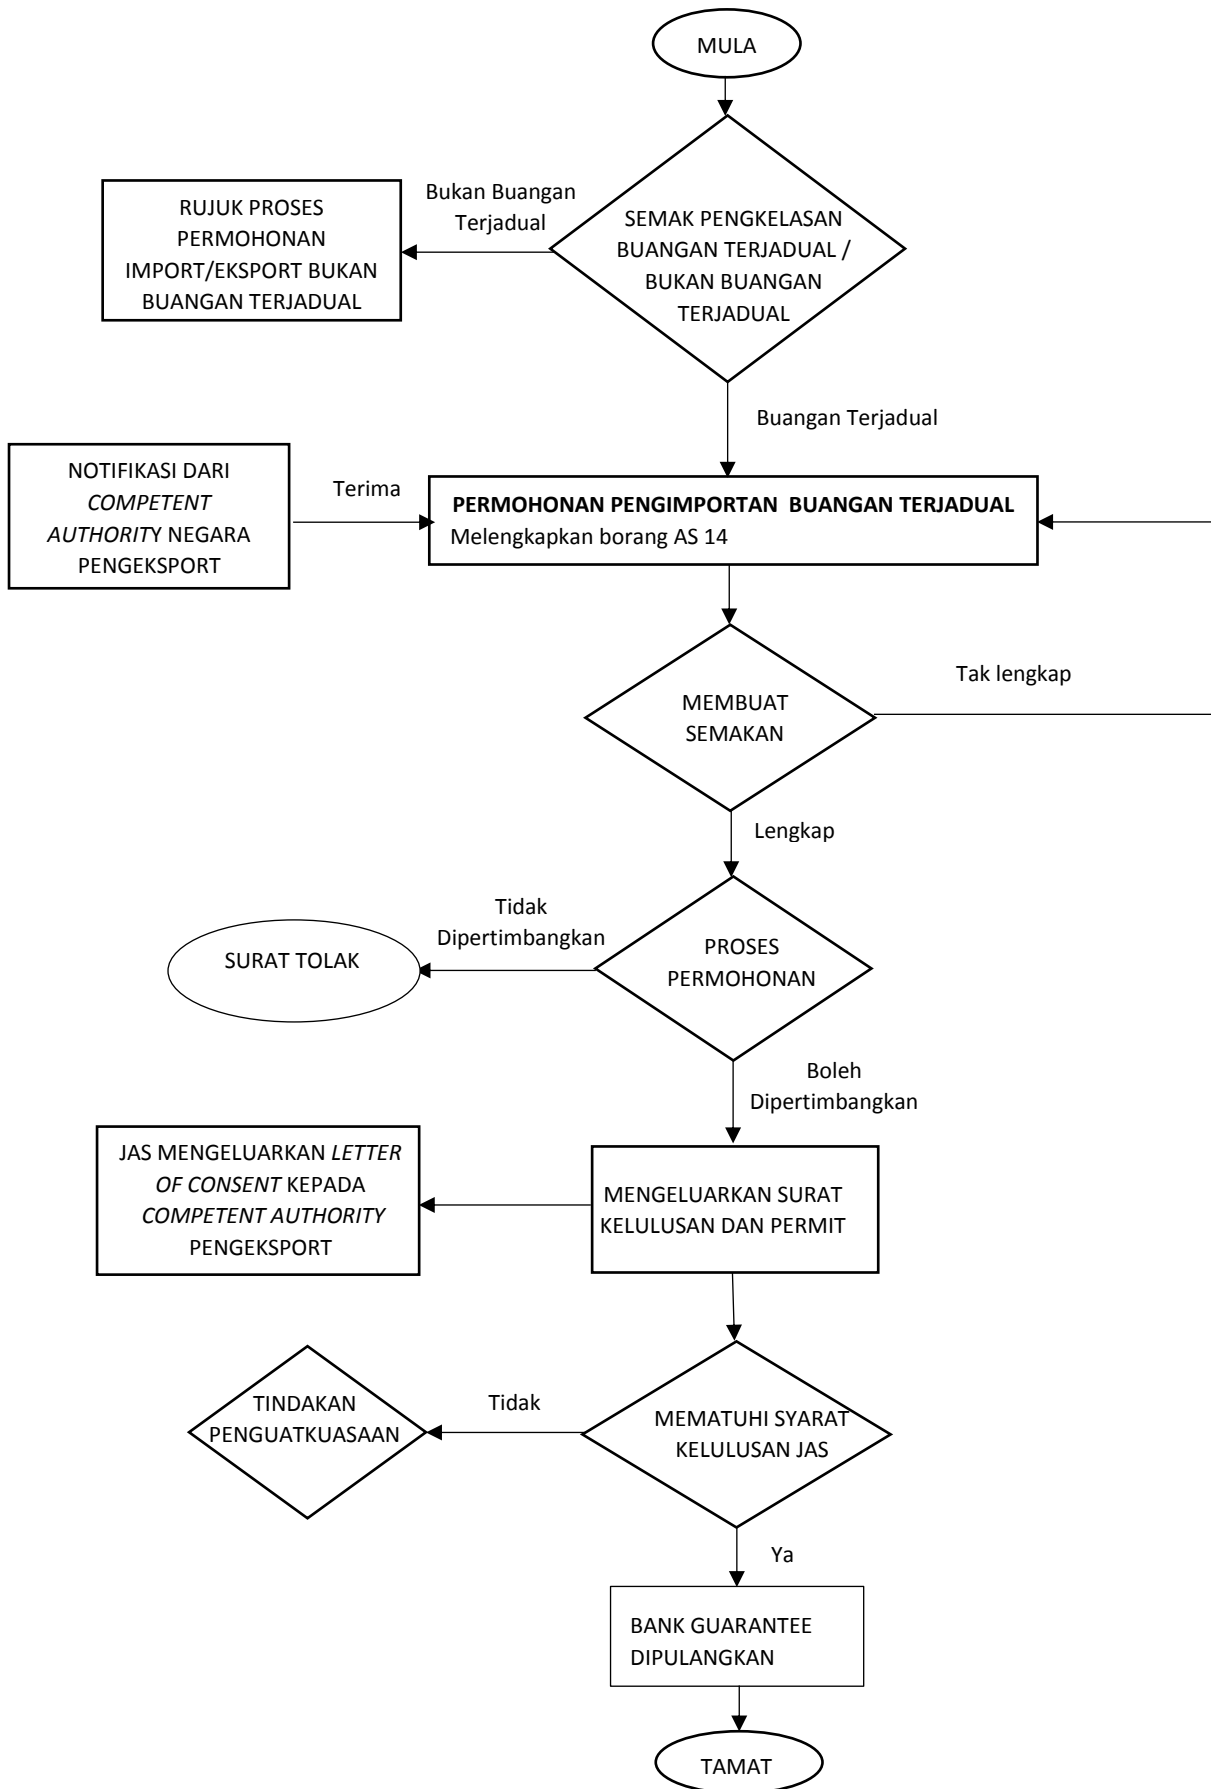 MULA
Bukan Buangan
Terjadual
RUJUK PROSES
PERMOHONAN
IMPORT/EKSPORT BUKAN
BUANGAN TERJADUAL
SEMAK PENGKELASAN
BUANGAN TERJADUAL /
BUKAN BUANGAN
TERJADUAL
Buangan Terjadual
NOTIFIKASI DARI
COMPETENT
AUTHORITY NEGARA
PENGEKSPORT
Terima
PERMOHONAN PENGIMPORTAN BUANGAN TERJADUAL
Melengkapkan borang AS 14
MEMBUAT
SEMAKAN
Tak lengkap
Lengkap
Tidak
Dipertimbangkan
SURAT TOLAK
PROSES
PERMOHONAN
Boleh
Dipertimbangkan
JAS MENGELUARKAN LETTER
OF CONSENT KEPADA
COMPETENT AUTHORITY
PENGEKSPORT
MENGELUARKAN SURAT
KELULUSAN DAN PERMIT
TINDAKAN
PENGUATKUASAAN
Tidak
MEMATUHI SYARAT
KELULUSAN JAS
Ya
BANK GUARANTEE
DIPULANGKAN
TAMAT